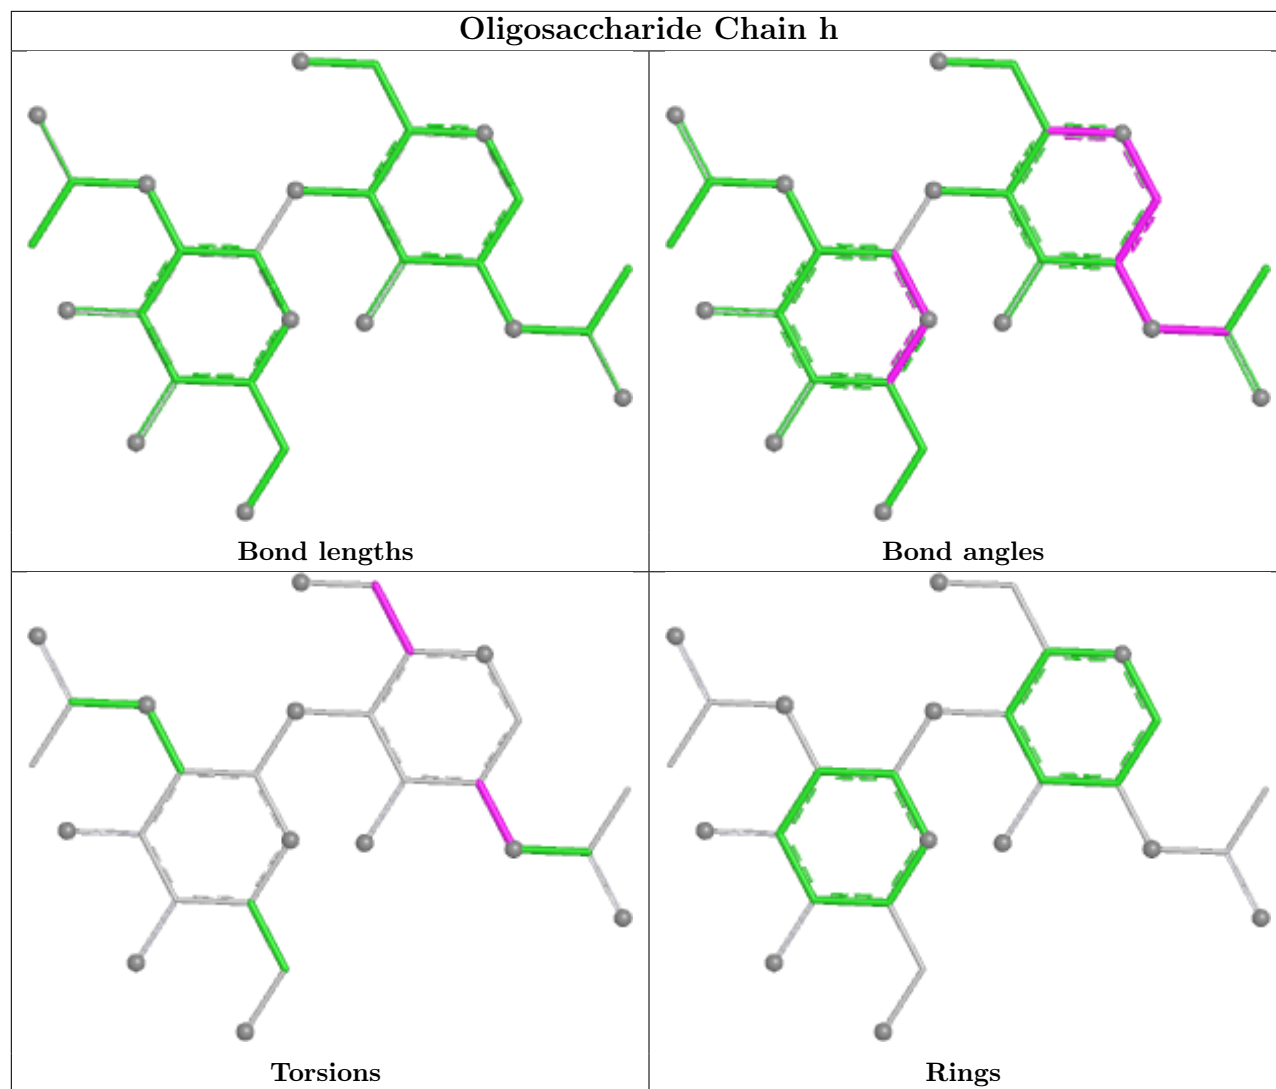 Oligosaccharide Chain h
Bond lengths
Bond angles
Torsions
Rings